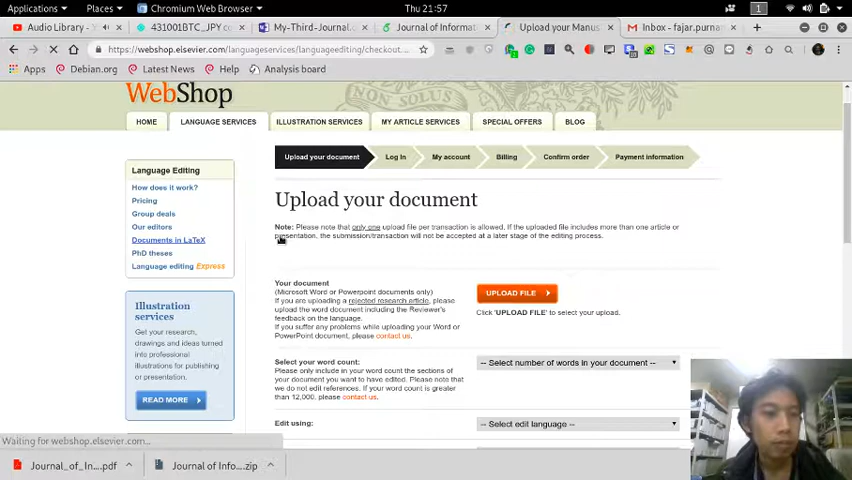 Applications Places Chromium Web Browser Thu 21:57 1
Audio Library - Y 431001BTC_JPY c My-Third-Journal. Journal of Informat Upload your Manus Inbox - fajar.purnam
https://webshop.elsevier.com/languageservices/languageediting/checkout
Apps Debian.org Latest News Help Analysis board
WebShop
NON SOLUS
HOME LANGUAGE SERVICES ILLUSTRATION SERVICES MY ARTICLE SERVICES SPECIAL OFFERS BLOG
Upload your document Log In My account Billing Confirm order Payment information
Language Editing
How does it work?
Pricing
Group deals
Our editors
Documents in LaTeX
PhD theses
Language editing Express
Illustration
services
Get your research,
drawings and ideas turned
into professional
illustrations for publishing
or presentation.
READ MORE
Upload your document
Note: Please note that only one upload file per transaction is allowed. If the uploaded file includes more than one article or
presentation, the submission/transaction will not be accepted at a later stage of the editing process.
Your document
(Microsoft Word or Powerpoint documents only)
If you are uploading a rejected research article, please
upload the word document including the Reviewer's
feedback on the language.
If you suffer any problems while uploading your Word or
PowerPoint document, please contact us.
UPLOAD FILE
Click 'UPLOAD FILE' to select your upload.
Select your word count:
Please only include in your word count the sections of
your document you want to have edited. Please note that
we do not edit references. If your word count is greater
than 12,000, please contact us.
-- Select number of words in your document --
Edit using:
-- Select edit language --
Waiting for webshop.elsevier.com...
Journal_of_In....pdf Journal of Info....zip